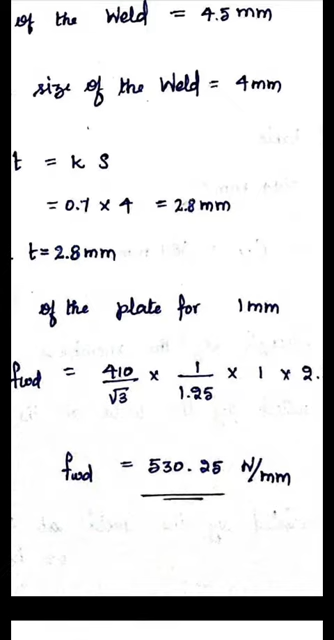 of the Weld = 4.5 mm
size of the Weld = 4mm
t = k S
= 0.7 x 4 = 2.8 mm
t = 2.8 mm
of the plate for 1mm
fwd = 410/√3 x 1/1.25 x 1 x 2.
fwd = 530.25 N/mm